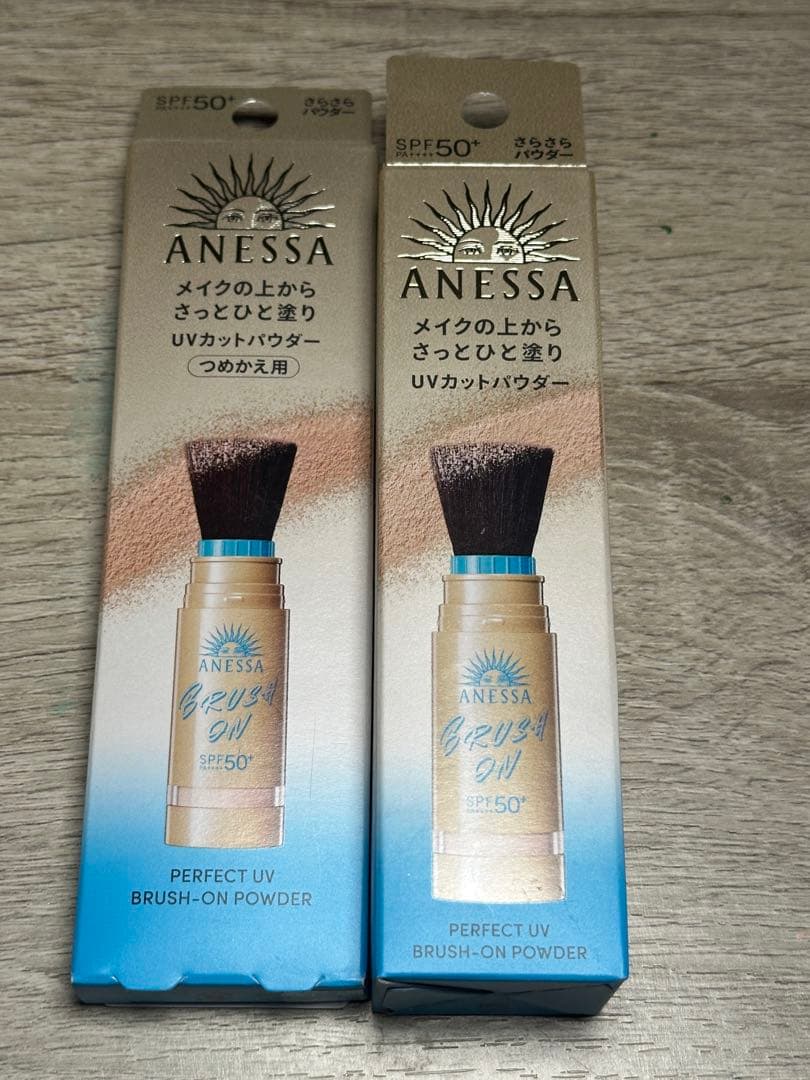 SPF50+
PA++++
さらさら
パウダー
ANESSA
メイクの上から
さっとひと塗り
UVカットパウダー
つめかえ用
ANESSA
BRUSH
ON
SPF50+
PA++++
PERFECT UV
BRUSH-ON POWDER
SPF50+
PA++++
さらさら
パウダー
ANESSA
メイクの上から
さっとひと塗り
UVカットパウダー
ANESSA
BRUSH
ON
SPF50+
PA++++
PERFECT UV
BRUSH-ON POWDER